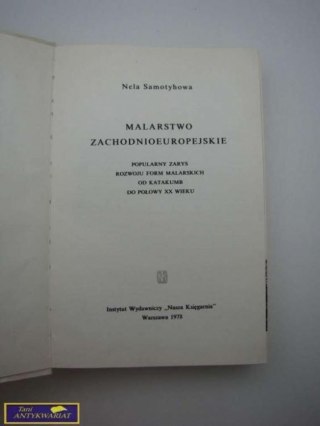 Nela Samotyhowa
MALARSTWO
ZACHODNIOEUROPEJSKIE
POPULARNY ZARYS
ROZWOJU FORM MALARSKICH
OD KATAKUMB
DO POŁOWY XX WIEKU
Instytut Wydawniczy „Nasza Księgarnia"
Warszawa 1978
Tani
ANTYKWARIAT